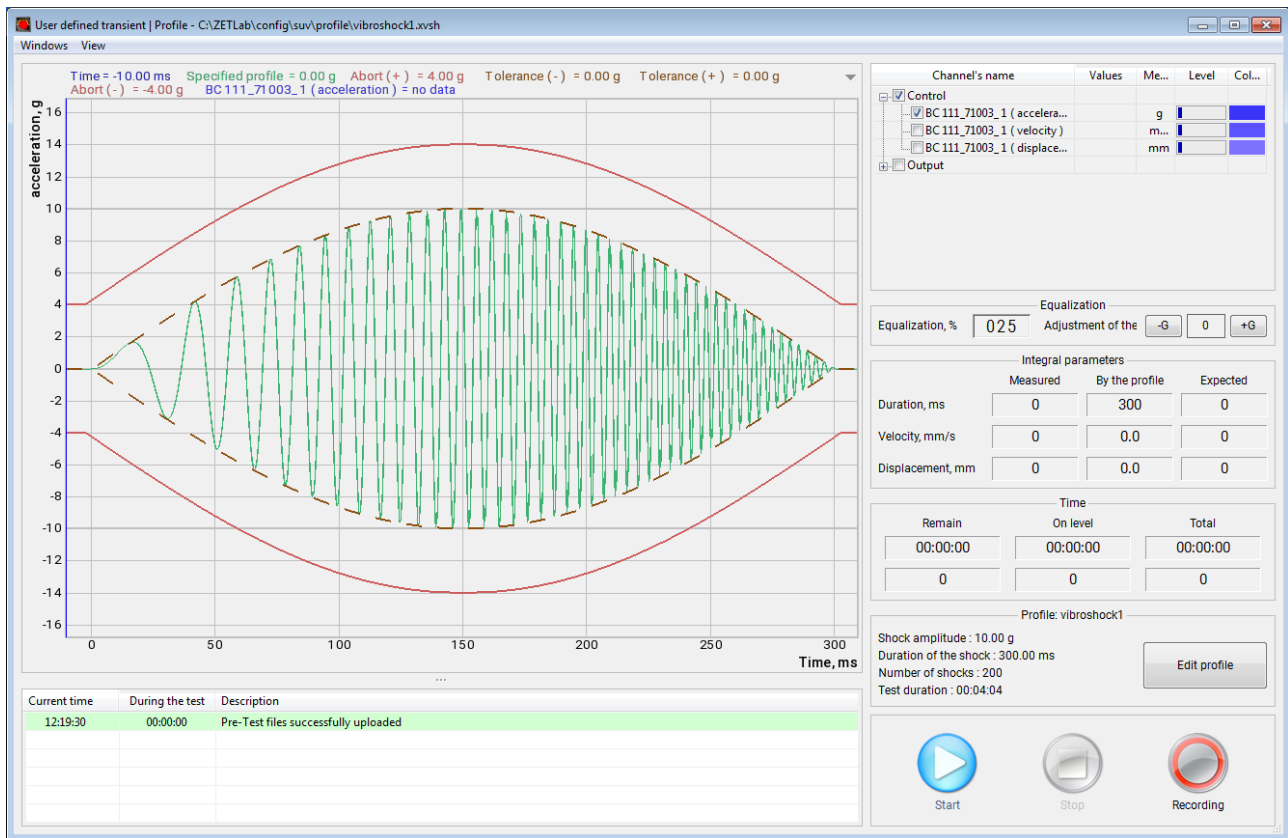 User defined transient | Profile - C:\ZETLab\config\suv\profile\vibroshock1.xvsh
Windows View
Time = -10.00 ms Specified profile = 0.00 g Abort ( + ) = 4.00 g Tolerance ( - ) = 0.00 g Tolerance ( + ) = 0.00 g
Abort ( - ) = -4.00 g BC 111_71003_1 ( acceleration ) = no data
acceleration, g
16
14
12
10
8
6
4
2
0
-2
-4
-6
-8
-10
-12
-14
-16
0 50 100 150 200 250 300
Time, ms
...
Current time During the test Description
12:19:30 00:00:00 Pre-Test files successfully uploaded
Channel's name Values Me... Level Col...
Control
BC 111_71003_1 ( accelera... g
BC 111_71003_1 ( velocity ) m...
BC 111_71003_1 ( displace... mm
Output
Equalization
Equalization, % 025 Adjustment of the -G 0 +G
Integral parameters
Measured By the profile Expected
Duration, ms 0 300 0
Velocity, mm/s 0 0.0 0
Displacement, mm 0 0.0 0
Time
Remain On level Total
00:00:00 00:00:00 00:00:00
0 0 0
Profile: vibroshock1
Shock amplitude : 10.00 g
Duration of the shock : 300.00 ms
Number of shocks : 200
Test duration : 00:04:04
Edit profile
Start Stop Recording